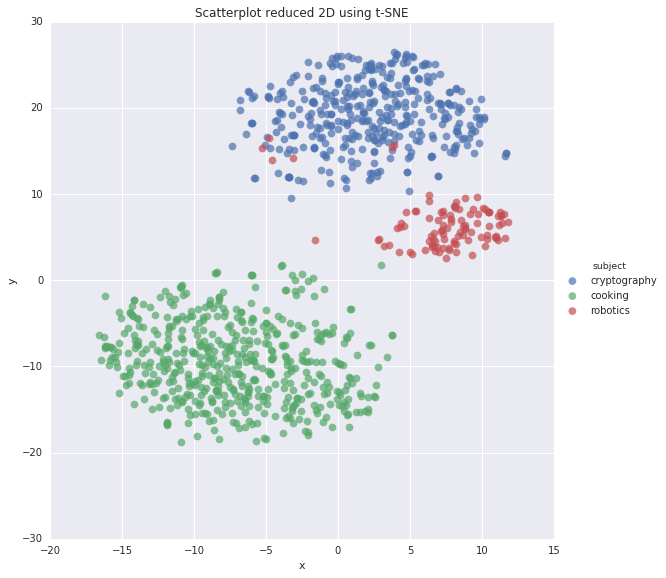 Scatterplot reduced 2D using t-SNE
30
20
10
0
−10
−20
−30
y
−20
−15
−10
−5
0
5
10
15
x
subject
cryptography
cooking
robotics